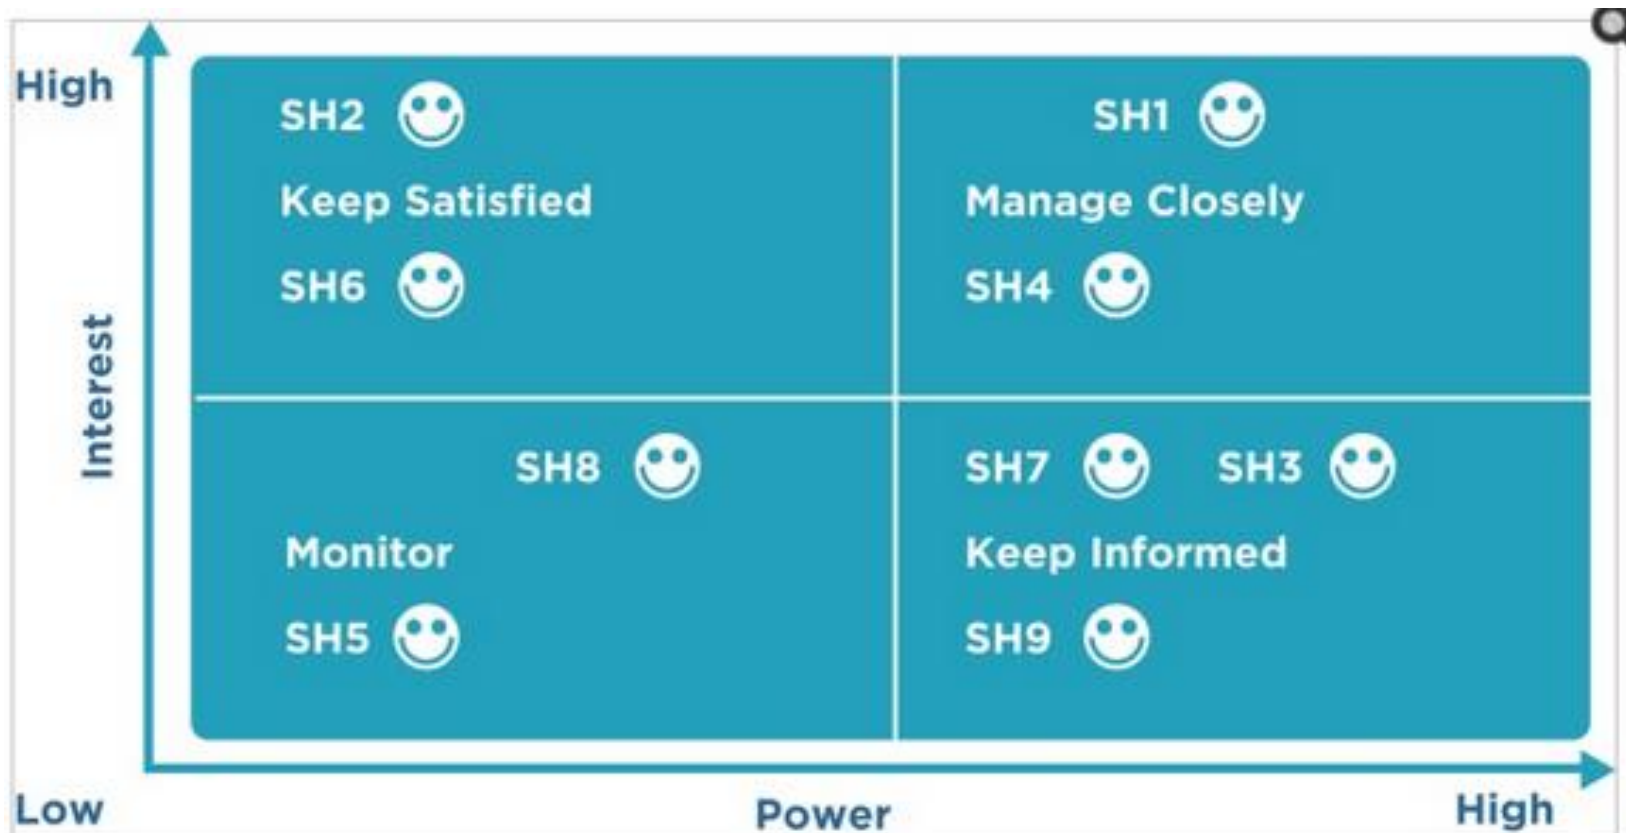 High
SH2 SH1
Keep Satisfied Manage Closely
SH6 SH4
Interest
SH8 SH7 SH3
Monitor Keep Informed
SH5 SH9
Low Power High